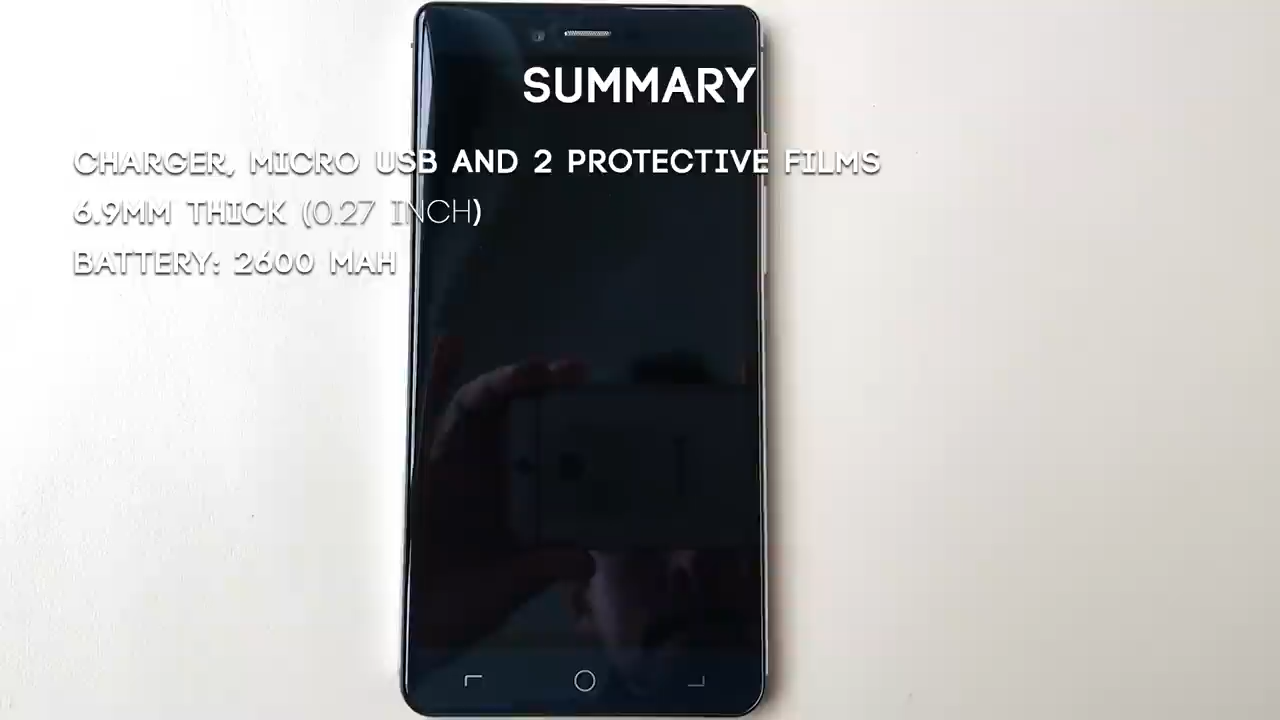 SUMMARY
CHARGER, MICRO USB AND 2 PROTECTIVE FILMS
6.9MM THICK (0.27 INCH)
BATTERY: 2600 MAH